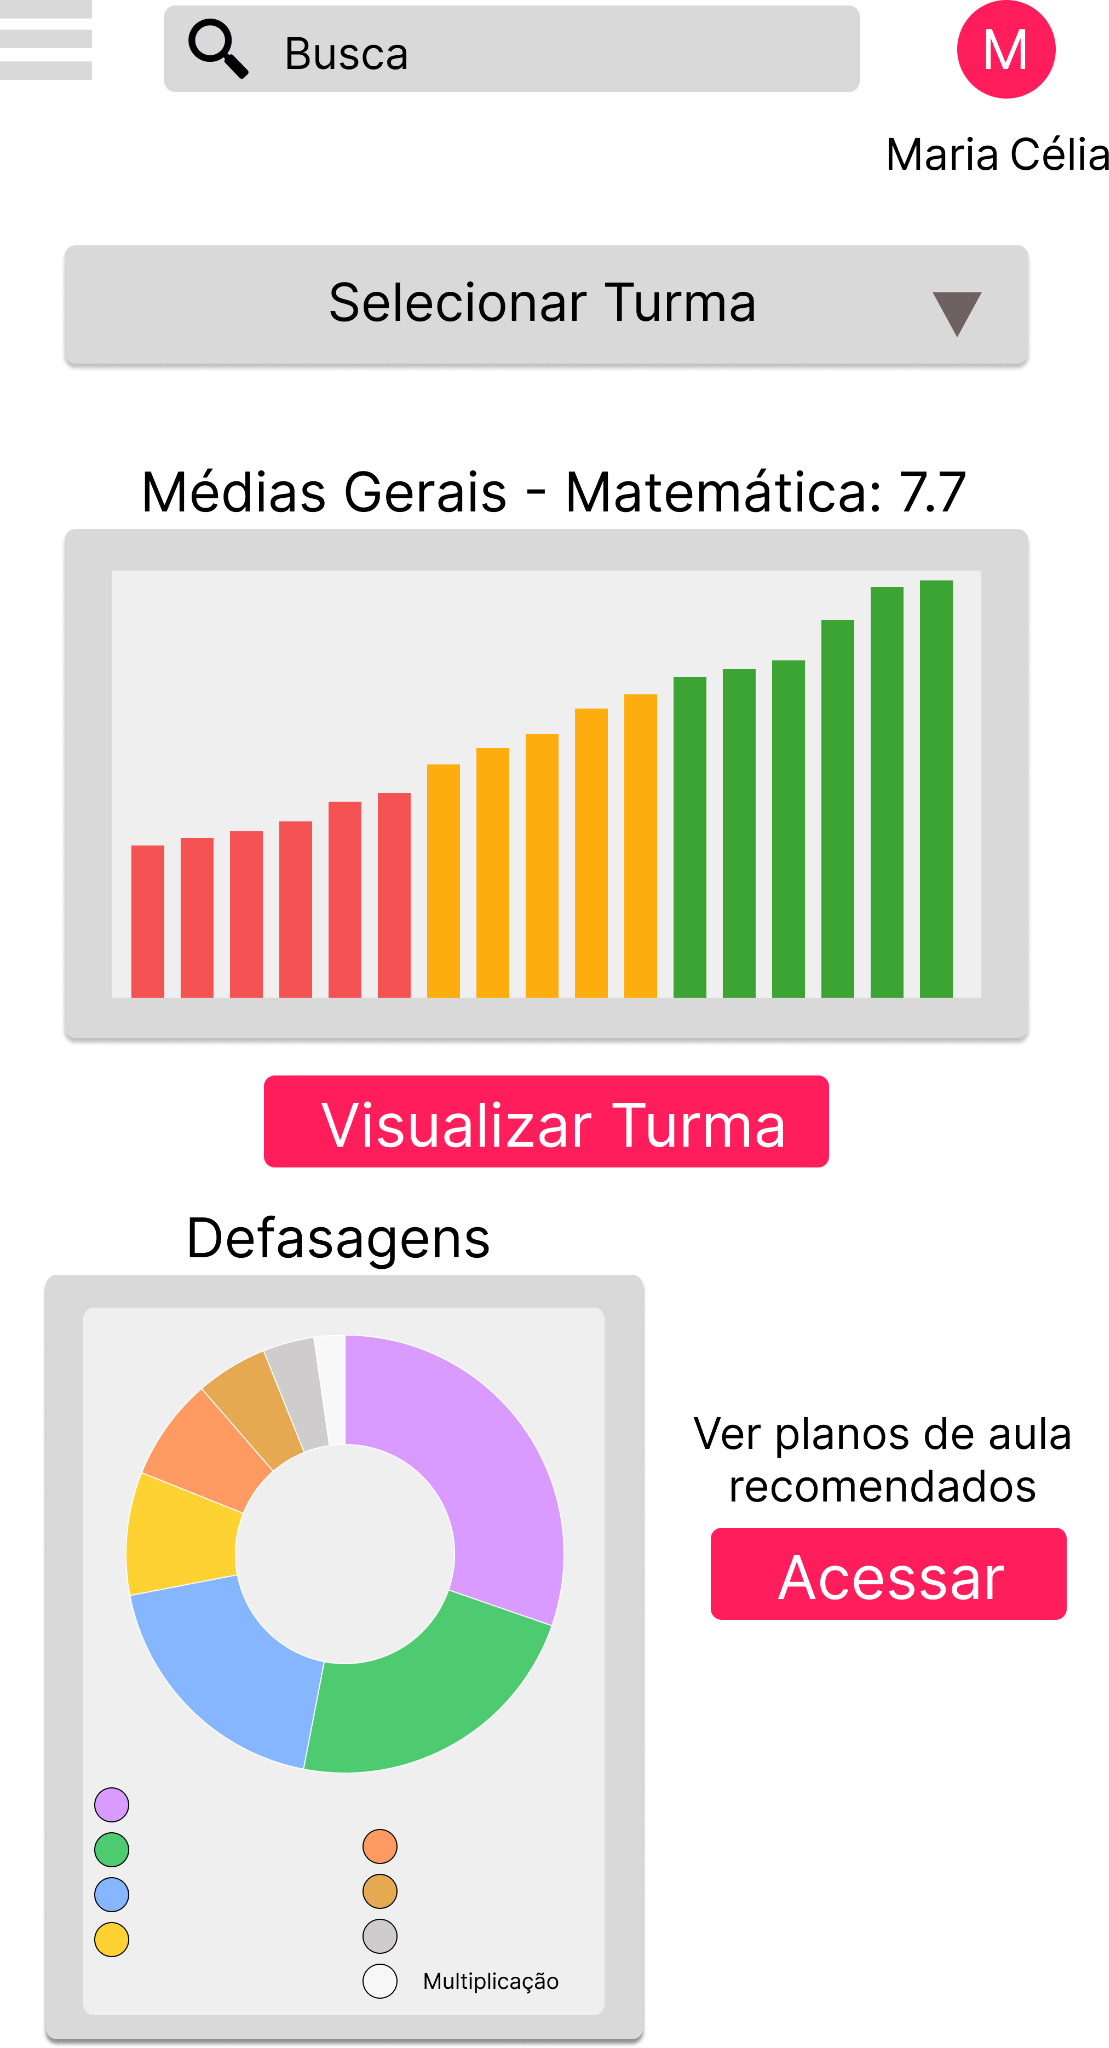 Busca
M
Maria Célia
Selecionar Turma
Médias Gerais - Matemática: 7.7
Visualizar Turma
Defasagens
Ver planos de aula
recomendados
Acessar
Multiplicação